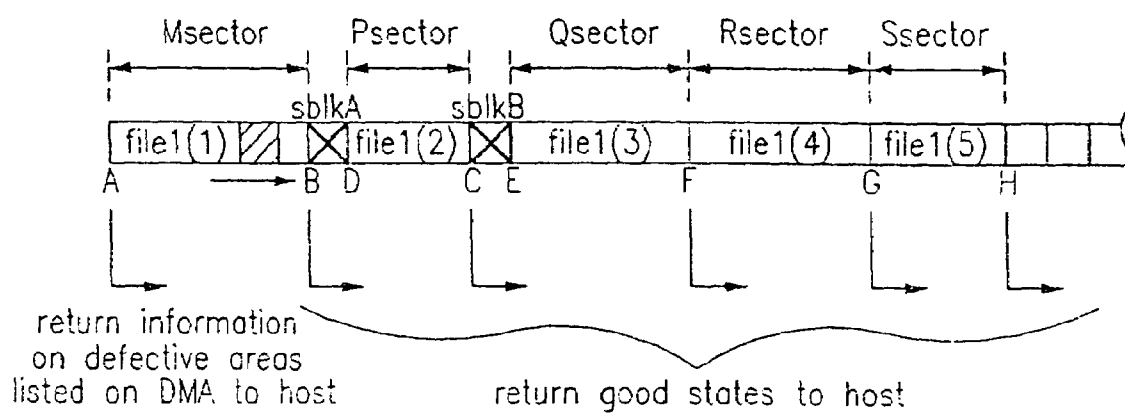 Msector Psector Qsector Rsector Ssector
sblkA sblkB
file1(1) file1(2) file1(3) file1(4) file1(5)
A B D C E F G H
return information
on defective areas
listed on DMA to host
return good states to host